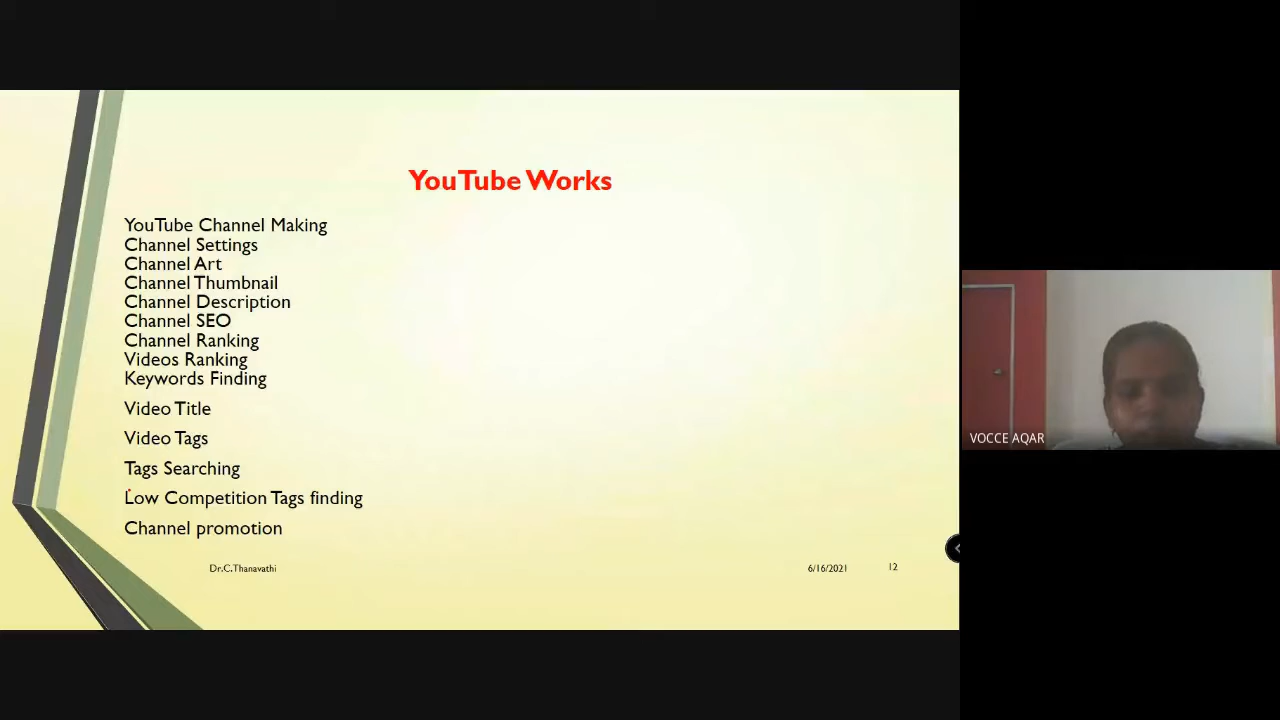 YouTube Works
YouTube Channel Making
Channel Settings
Channel Art
Channel Thumbnail
Channel Description
Channel SEO
Channel Ranking
Videos Ranking
Keywords Finding
Video Title
Video Tags
Tags Searching
Low Competition Tags finding
Channel promotion
Dr.C.Thanavathi
6/16/2021
12
VOCCE AQAR